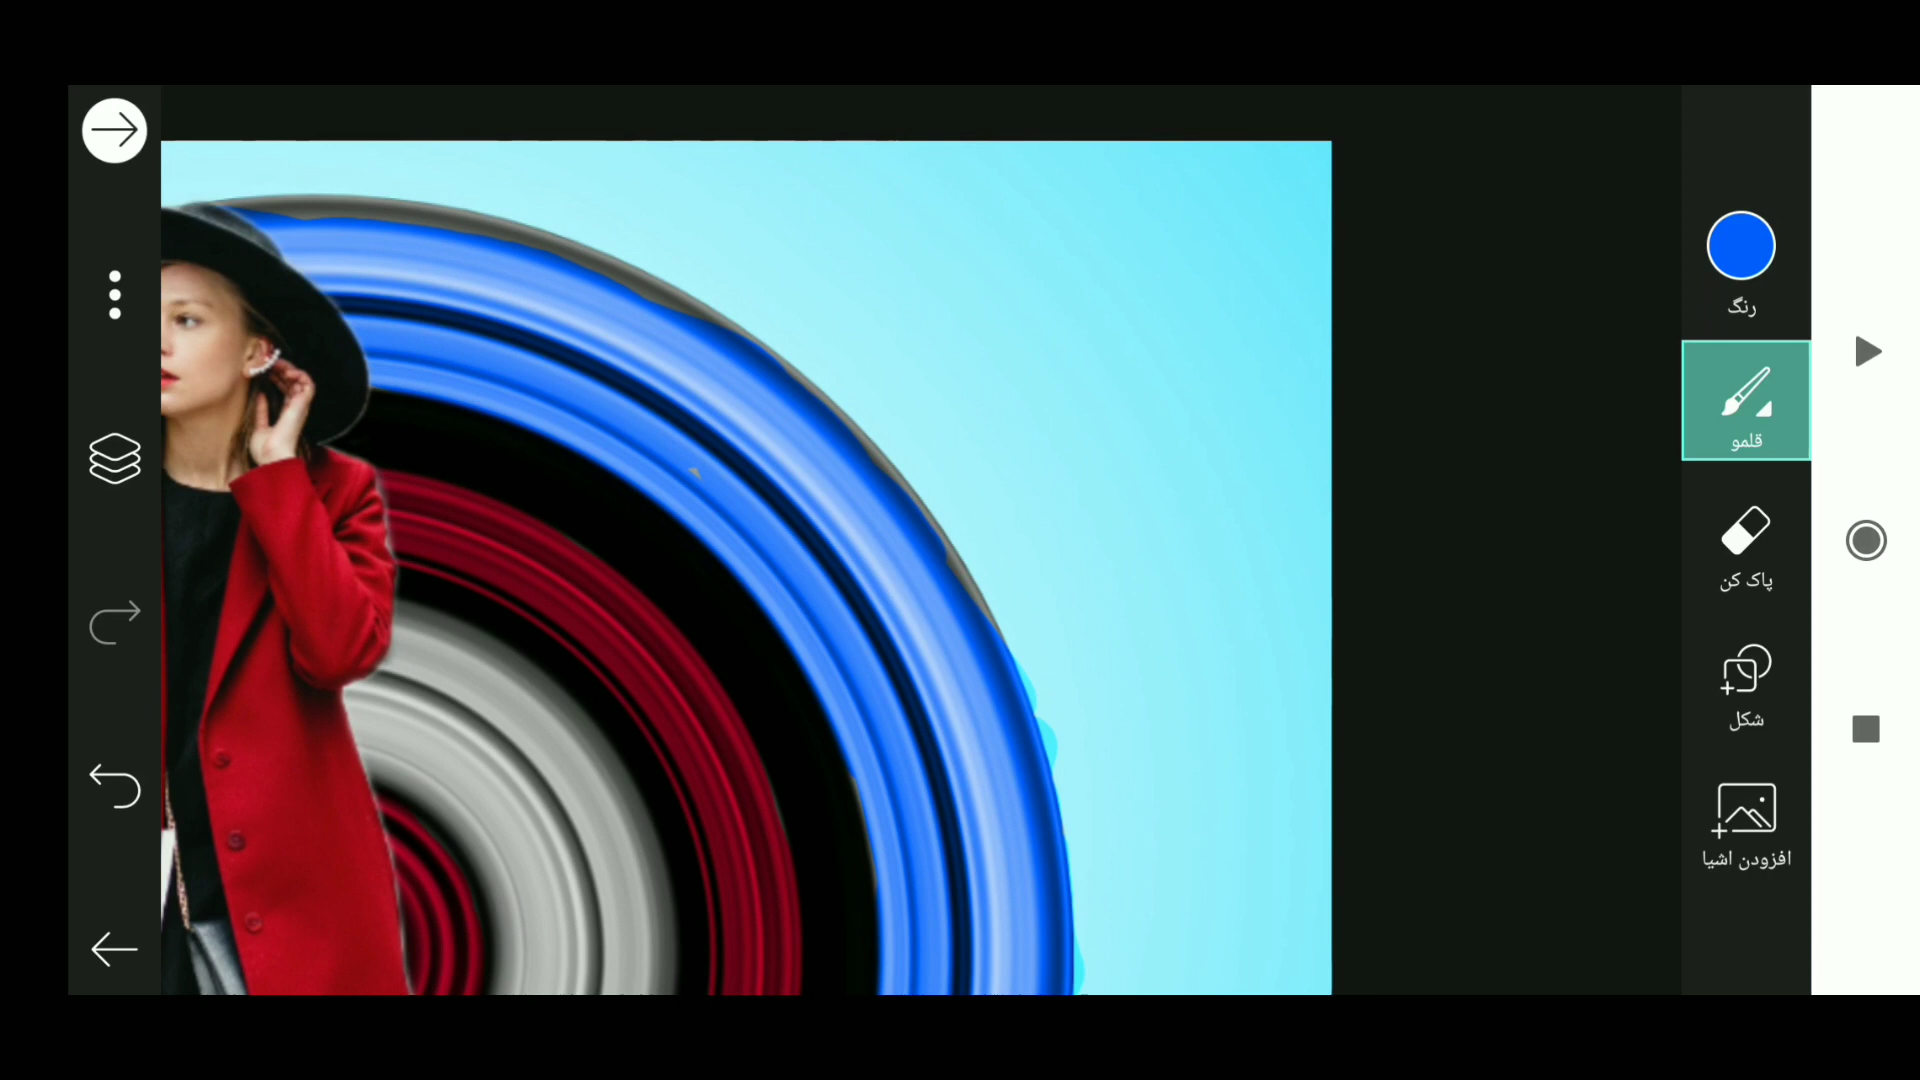 رنگ
قلمو
پاک کن
شکل
افزودن اشیا